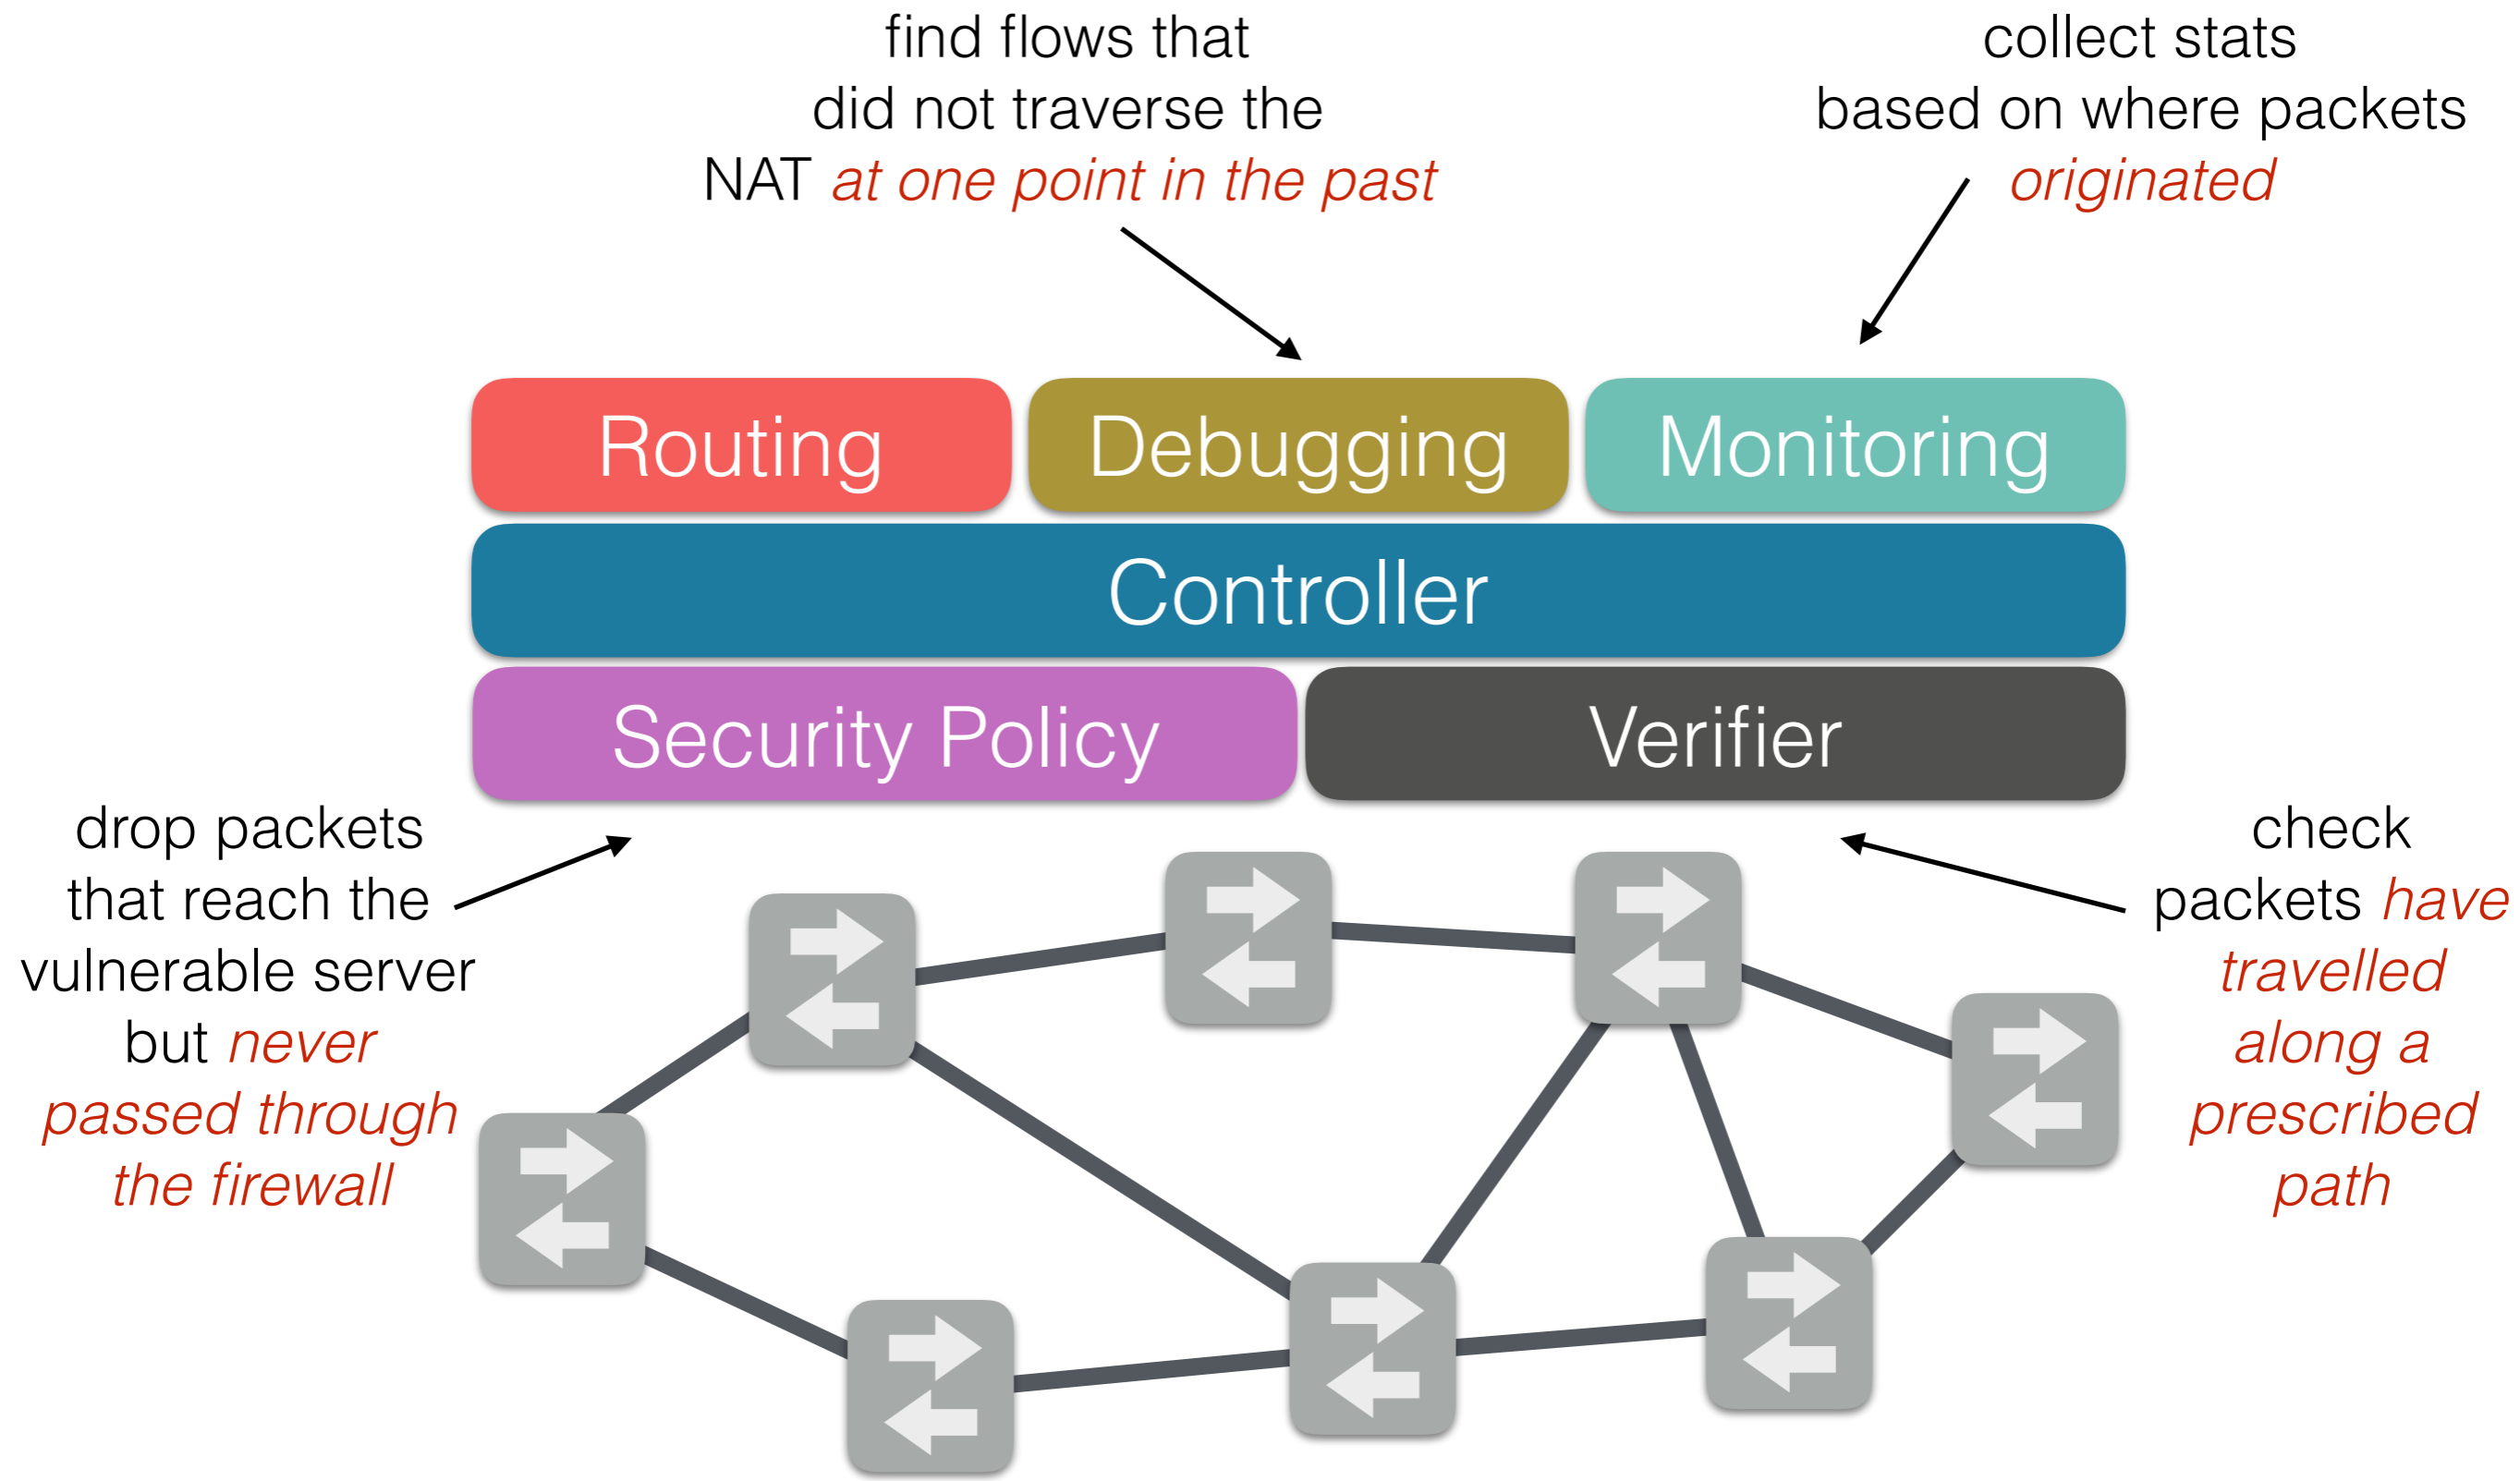 find flows that
did not traverse the
NAT at one point in the past
collect stats
based on where packets
originated
Routing
Debugging
Monitoring
Controller
Security Policy
Verifier
drop packets
that reach the
vulnerable server
but never
passed through
the firewall
check
packets have
travelled
along a
prescribed
path